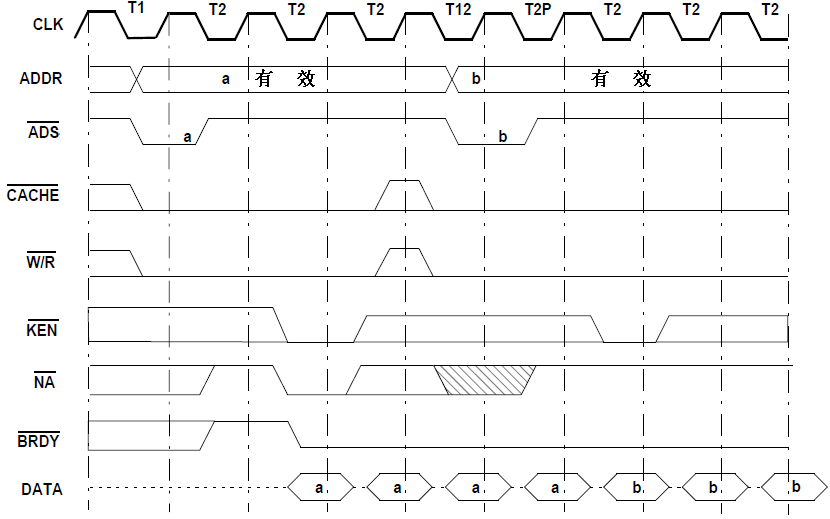 CLK T1 T2 T2 T2 T12 T2P T2 T2 T2
ADDR a 有 效 b 有 效
ADS a b
CACHE
W/R
KEN
NA
BRDY
DATA a a a a b b b